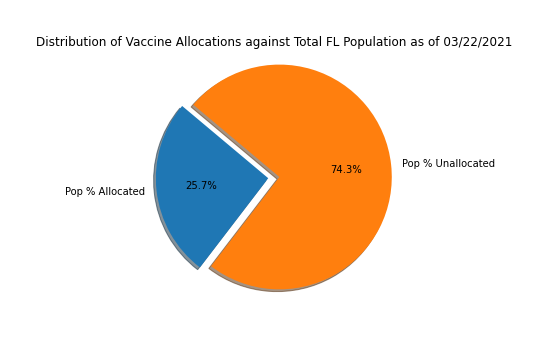 Distribution of Vaccine Allocations against Total FL Population as of 03/22/2021
74.3%
Pop % Unallocated
25.7%
Pop % Allocated